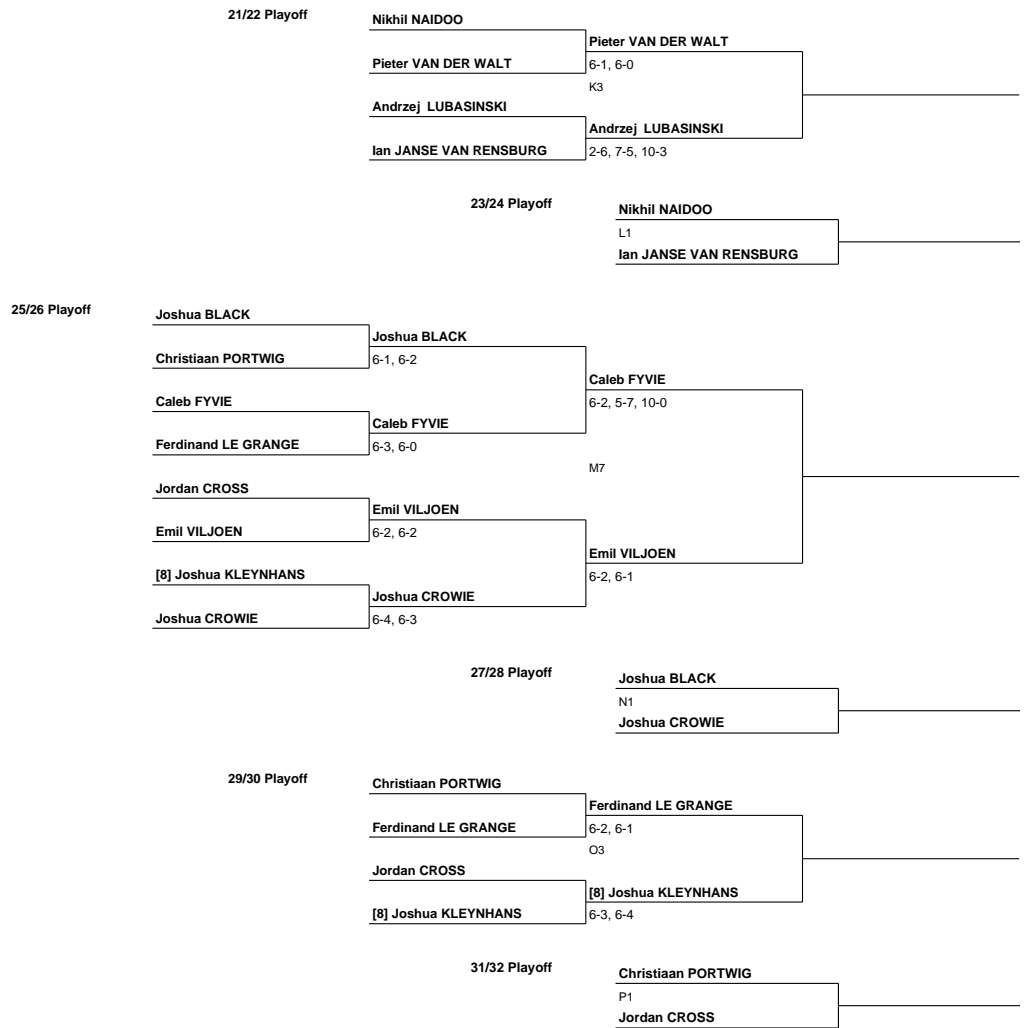 21/22 Playoff
Nikhil NAIDOO
Pieter VAN DER WALT
Pieter VAN DER WALT
6-1, 6-0
K3
Andrzej LUBASINSKI
Andrzej LUBASINSKI
Ian JANSE VAN RENSBURG
2-6, 7-5, 10-3
23/24 Playoff
Nikhil NAIDOO
L1
Ian JANSE VAN RENSBURG
25/26 Playoff
Joshua BLACK
Joshua BLACK
Christiaan PORTWIG
6-1, 6-2
Caleb FYVIE
6-2, 5-7, 10-0
Caleb FYVIE
Caleb FYVIE
Ferdinand LE GRANGE
6-3, 6-0
M7
Jordan CROSS
Emil VILJOEN
Emil VILJOEN
6-2, 6-2
Emil VILJOEN
6-2, 6-1
[8] Joshua KLEYNHANS
Joshua CROWIE
Joshua CROWIE
6-4, 6-3
27/28 Playoff
Joshua BLACK
N1
Joshua CROWIE
29/30 Playoff
Christiaan PORTWIG
Ferdinand LE GRANGE
Ferdinand LE GRANGE
6-2, 6-1
O3
Jordan CROSS
[8] Joshua KLEYNHANS
[8] Joshua KLEYNHANS
6-3, 6-4
31/32 Playoff
Christiaan PORTWIG
P1
Jordan CROSS